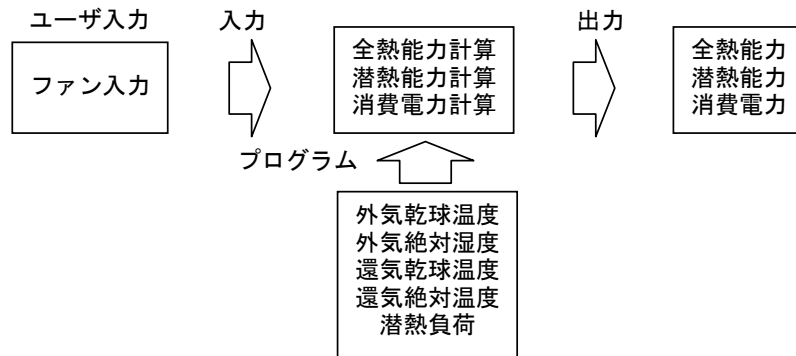 ユーザ入力
ファン入力
入力
全熱能力計算
潜熱能力計算
消費電力計算
出力
全熱能力
潜熱能力
消費電力
プログラム
外気乾球温度
外気絶対湿度
還気乾球温度
還気絶対温度
潜熱負荷